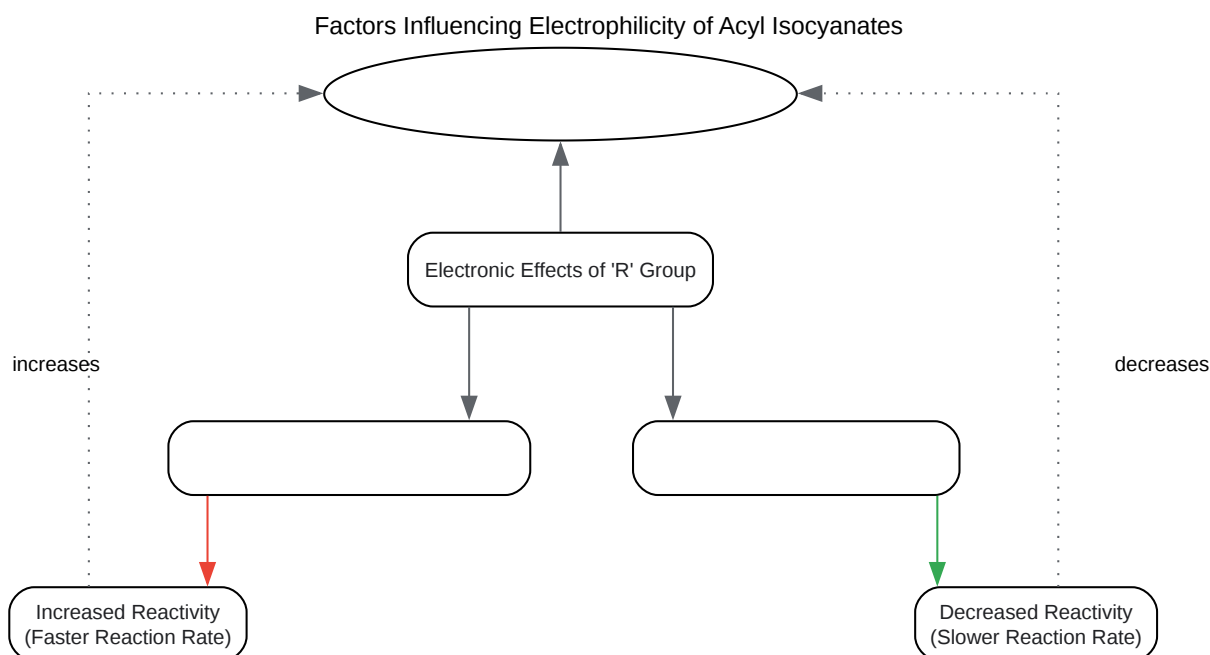 Factors Influencing Electrophilicity of Acyl Isocyanates
Electronic Effects of 'R' Group
increases
decreases
Increased Reactivity
(Faster Reaction Rate)
Decreased Reactivity
(Slower Reaction Rate)